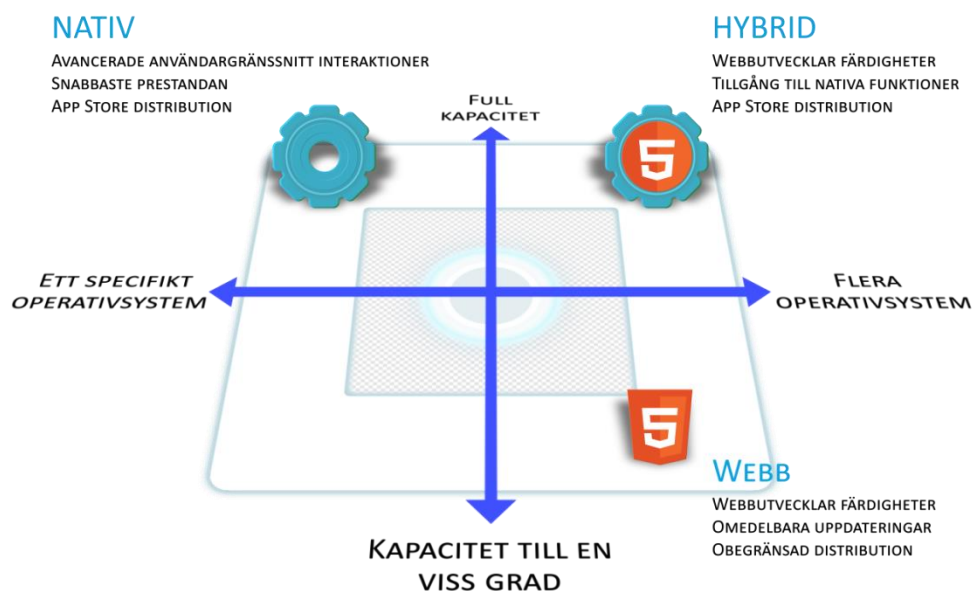 NATIV
AVANCERADE ANVÄNDARGRÄNSSNITT INTERAKTIONER
SNABBASTE PRESTANDAN
APP STORE DISTRIBUTION
HYBRID
WEBBUTVECKLAR FÄRDIGHETER
TILLGÅNG TILL NATIVA FUNKTIONER
APP STORE DISTRIBUTION
FULL
KAPACITET
5
ETT SPECIFIKT
OPERATIVSYSTEM
FLERA
OPERATIVSYSTEM
5
WEBB
WEBBUTVECKLAR FÄRDIGHETER
OMEDELBARA UPPDATERINGAR
OBEGRÄNSAD DISTRIBUTION
KAPACITET TILL EN
VISS GRAD